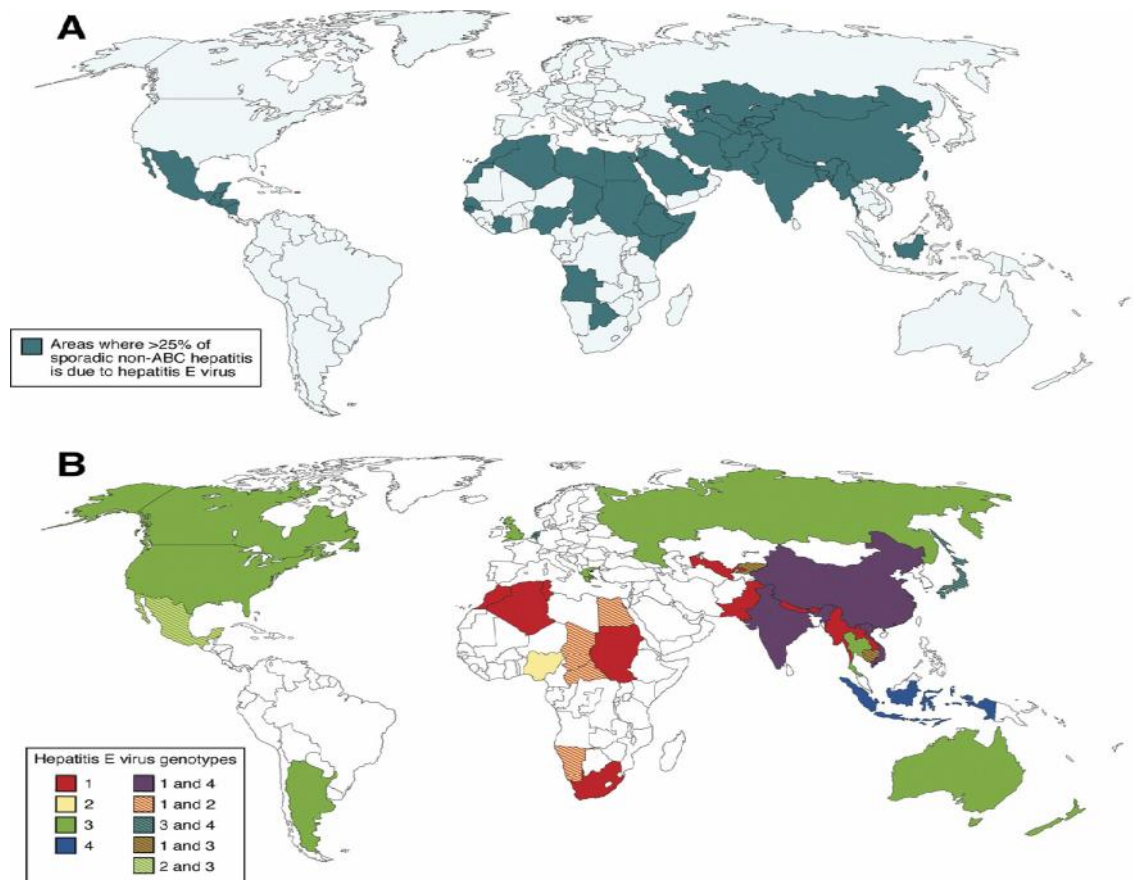 A
Areas where >25% of
sporadic non-ABC hepatitis
is due to hepatitis E virus
B
Hepatitis E virus genotypes
1
1 and 4
2
1 and 2
3
3 and 4
4
1 and 3
2 and 3